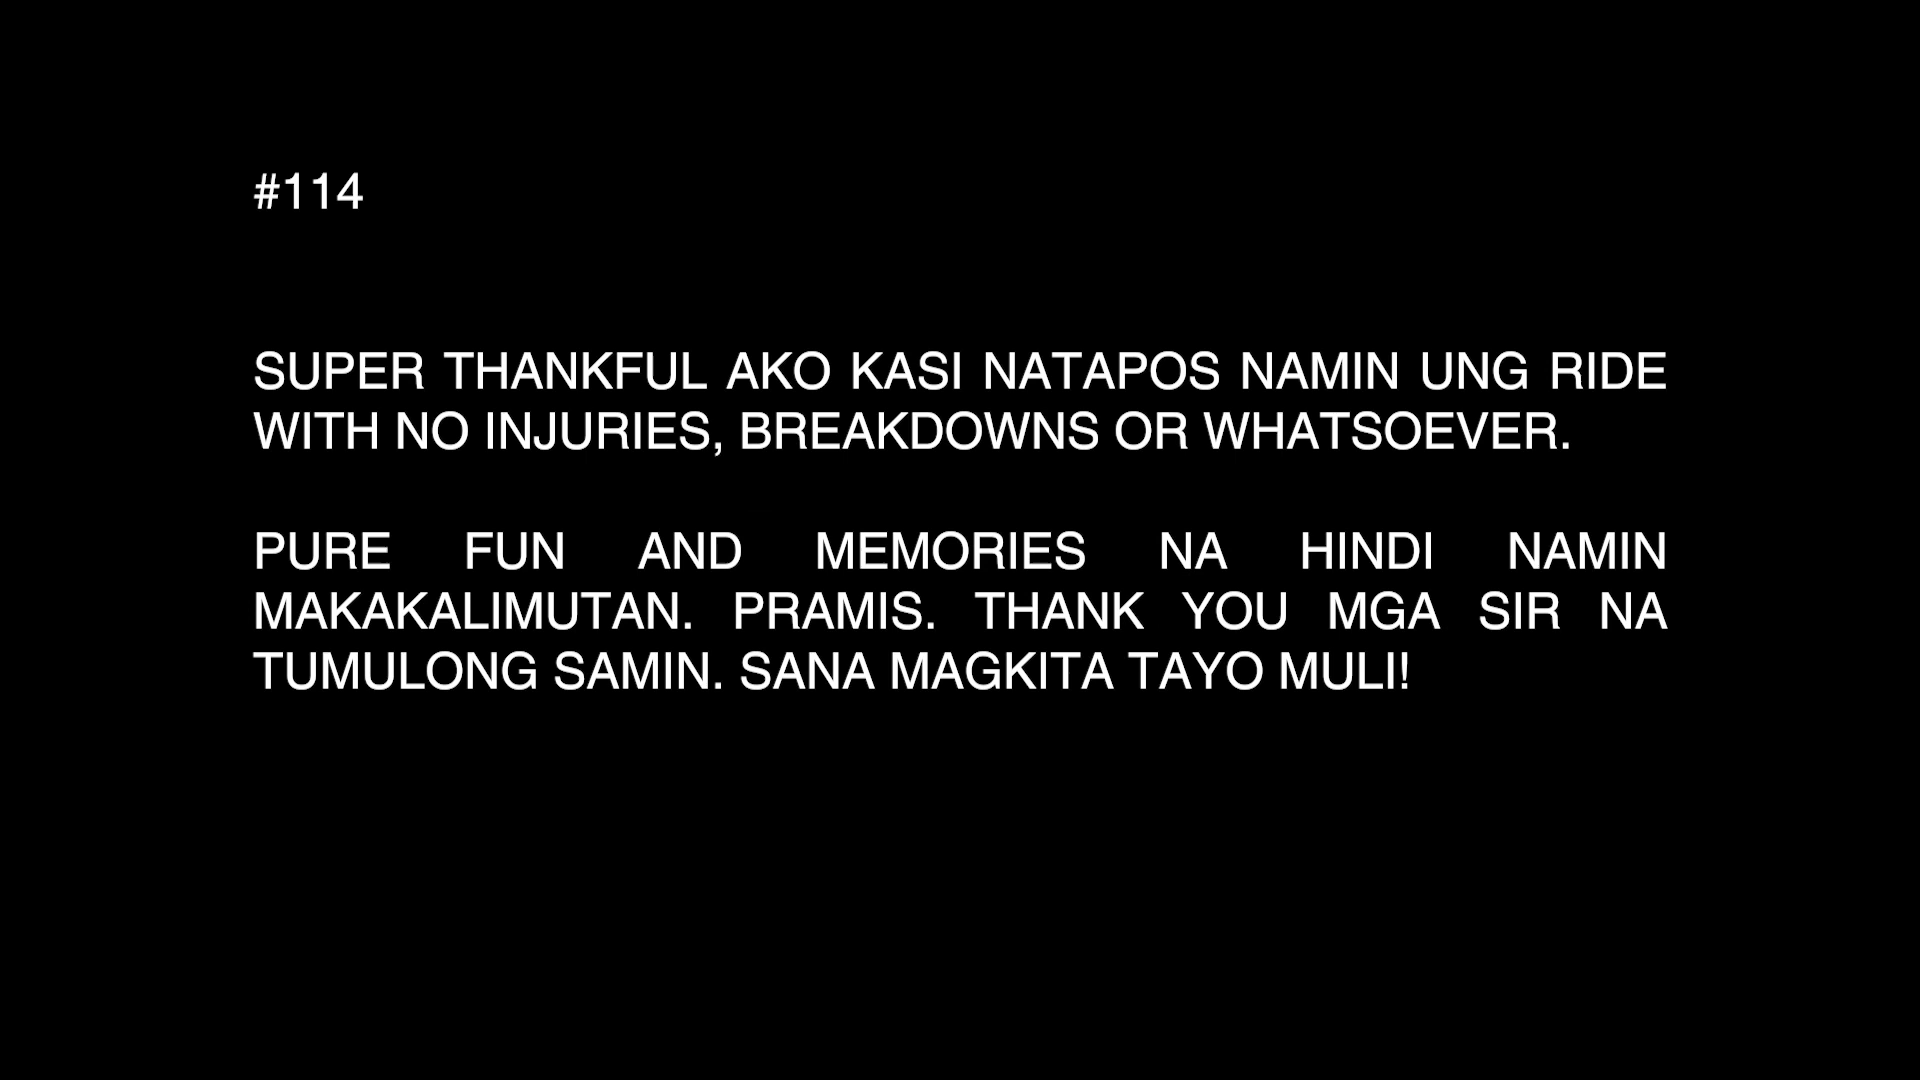 #114
SUPER THANKFUL AKO KASI NATAPOS NAMIN UNG RIDE
WITH NO INJURIES, BREAKDOWNS OR WHATSOEVER.
PURE FUN AND MEMORIES NA HINDI NAMIN
MAKAKALIMUTAN. PRAMIS. THANK YOU MGA SIR NA
TUMULONG SAMIN. SANA MAGKITA TAYO MULI!